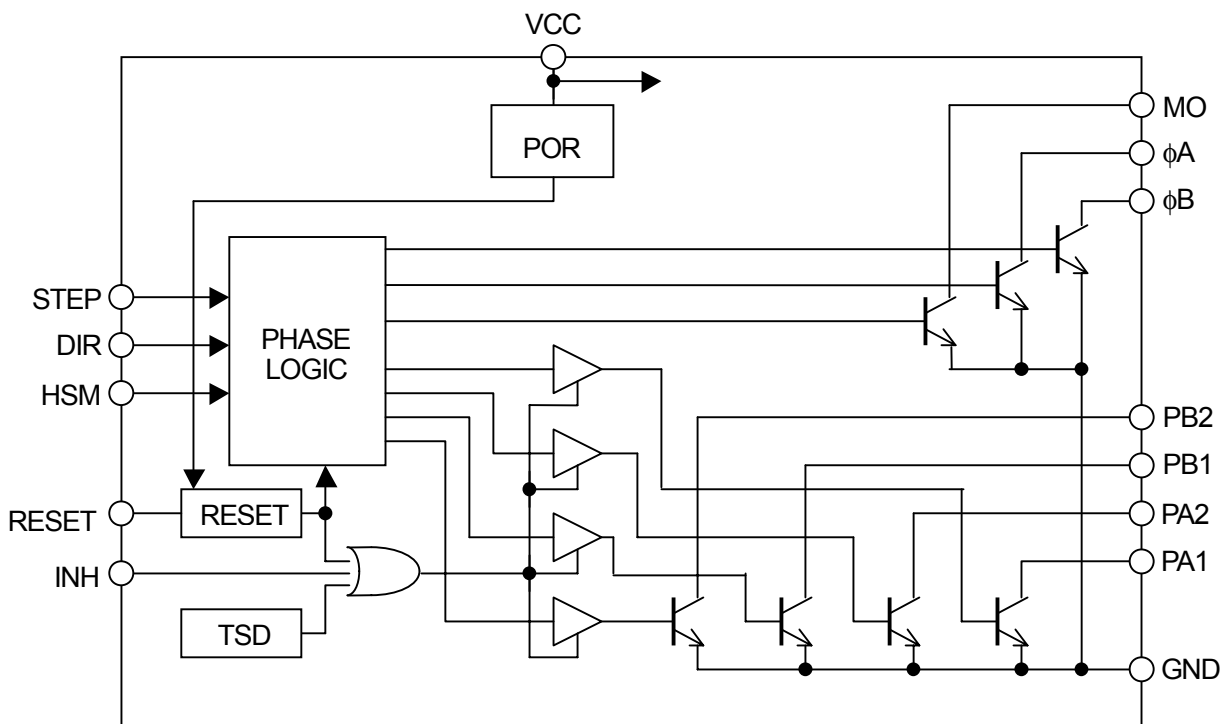 VCC
MO
POR
ϕA
ϕB
STEP
DIR
PHASE
LOGIC
HSM
PB2
PB1
RESET
RESET
PA2
INH
PA1
TSD
GND